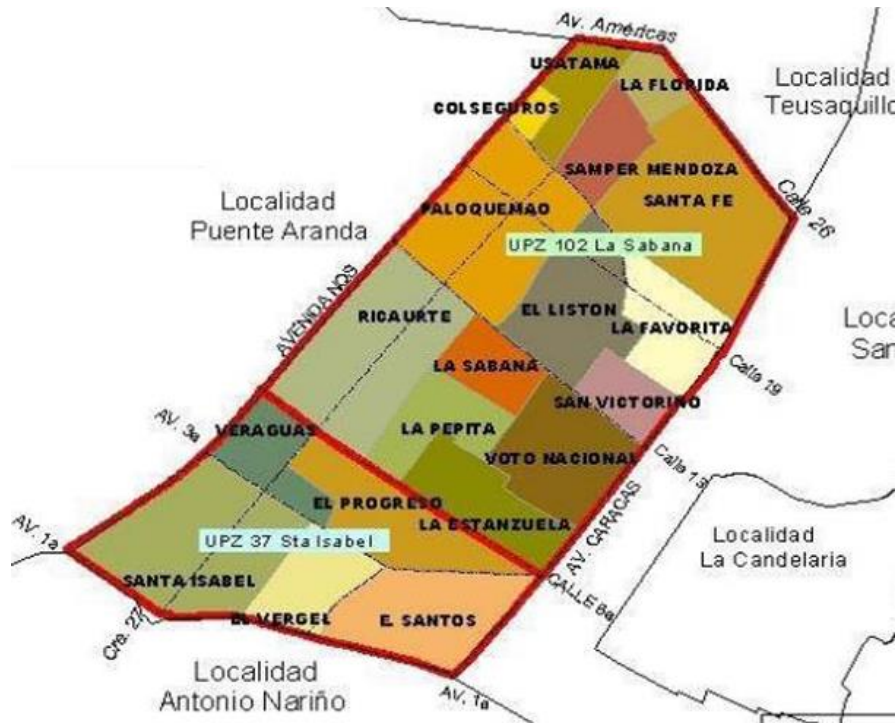 Av. Américas
USATAMA
LA FLORIDA
Localidad
Teusaquillo
COLSEGUROS
SAMPER MENDOZA
SANTA FE
Calle 26
Localidad
Puente Aranda
PALOQUEMAO
UPZ 102 La Sabana
AVENIDA NQS
RICAURTE
EL LISTON
LA FAVORITA
Loca
San
LA SABANA
Calle 19
SAN VICTORINO
AV. 3a
VERAGUAS
LA PEPITA
VOTO NACIONAL
Calle 13
EL PROGRESO
LA ESTANZUELA
AV. CARACAS
Localidad
La Candelaria
AV. 1a
UPZ 37 Sta Isabel
SANTA ISABEL
CALLE 6a
Cra. 27
EL VERGEL
E. SANTOS
Localidad
Antonio Nariño
AV. 1a